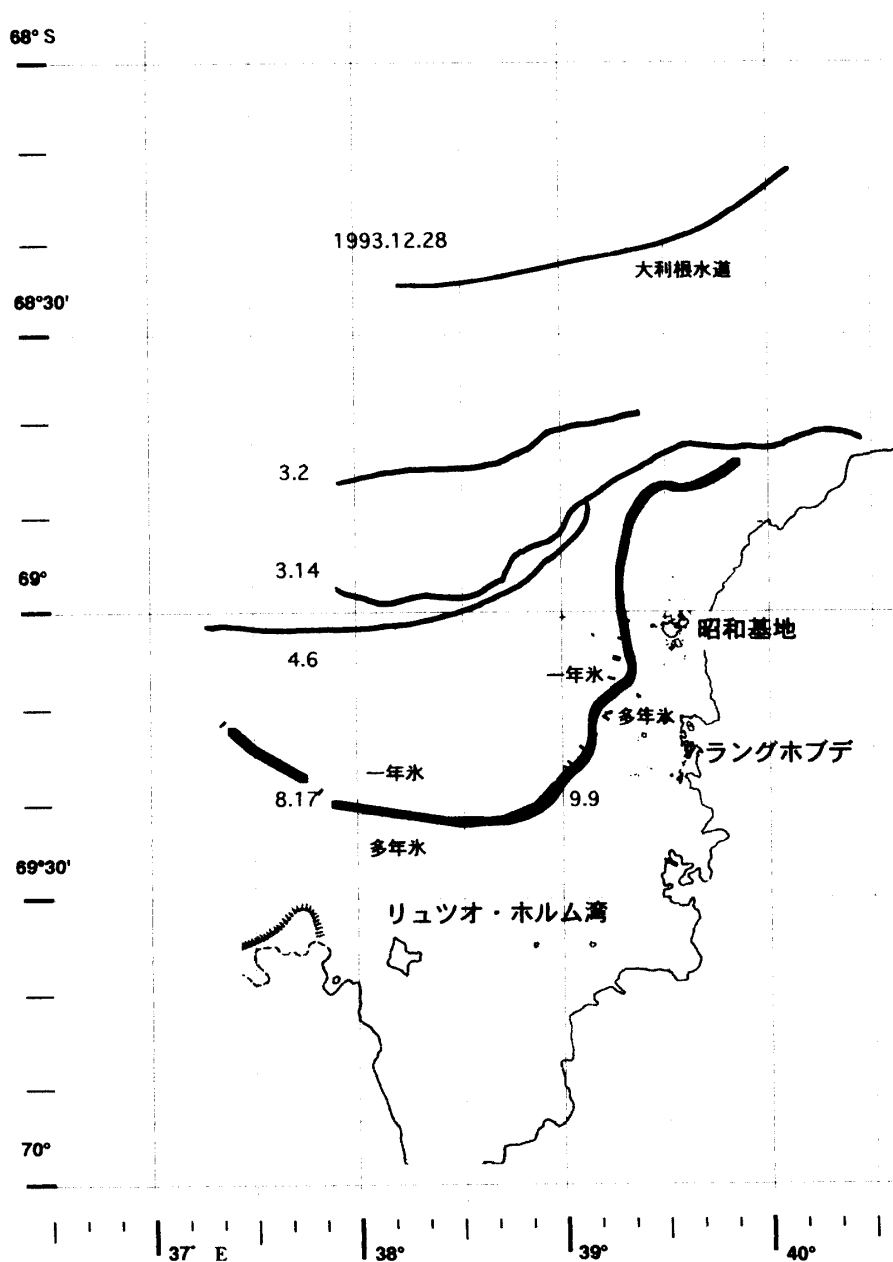 68° S
1993.12.28
大利根水道
68°30'
3.2
3.14
69°
昭和基地
4.6
一年氷
多年氷
ラングホブデ
一年氷
8.17
9.9
多年氷
69°30'
リュツオ・ホルム湾
70°
37° E 38° 39° 40°